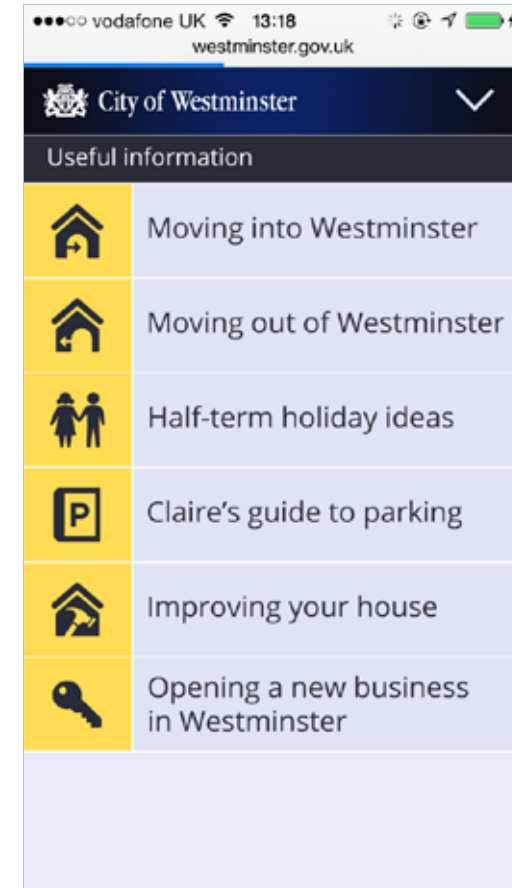 vodafone UK 13:18
westminster.gov.uk
City of Westminster
Useful information
Moving into Westminster
Moving out of Westminster
Half-term holiday ideas
P
Claire's guide to parking
Improving your house
Opening a new business
in Westminster